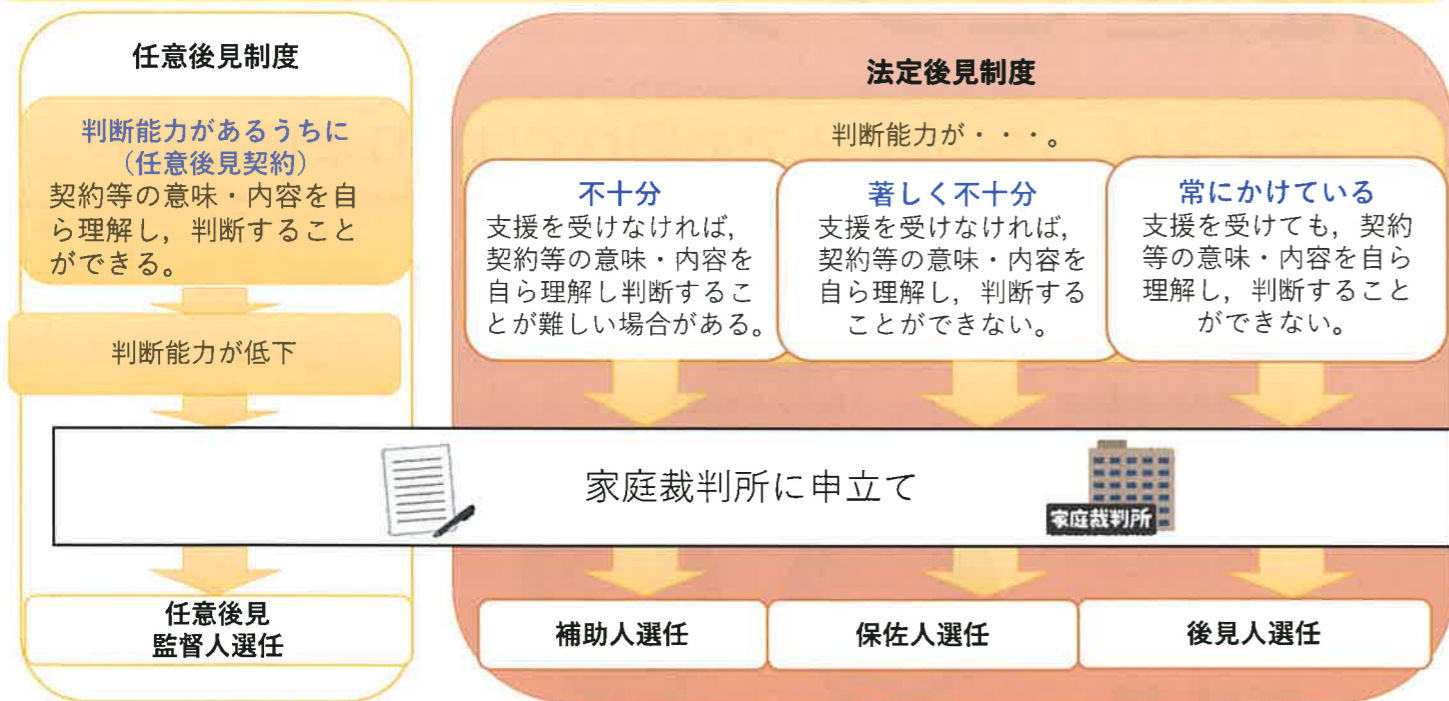 任意後見制度
判断能力があるうちに
（任意後見契約）
契約等の意味・内容を自
ら理解し，判断すること
ができる。
判断能力が低下
法定後見制度
判断能力が・・・。
不十分
支援を受けなければ，
契約等の意味・内容を
自ら理解し判断するこ
とが難しい場合がある。
著しく不十分
支援を受けなければ，
契約等の意味・内容を
自ら理解し，判断する
ことができない。
常にかけている
支援を受けても，契約
等の意味・内容を自ら
理解し，判断すること
ができない。
家庭裁判所に申立て
家庭裁判所
任意後見
監督人選任
補助人選任
保佐人選任
後見人選任